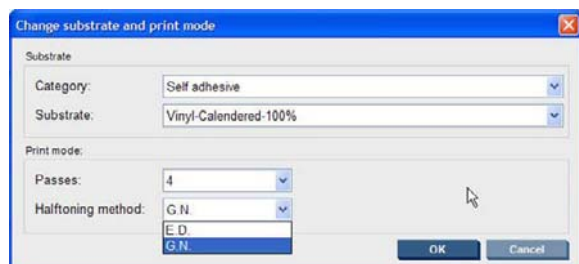 Change substrate and print mode
Substrate
Category: Self adhesive
Substrate: Vinyl-Calendered-100%
Print mode:
Passes: 4
Halftoning method: G.N.
E.D.
G.N.
OK Cancel